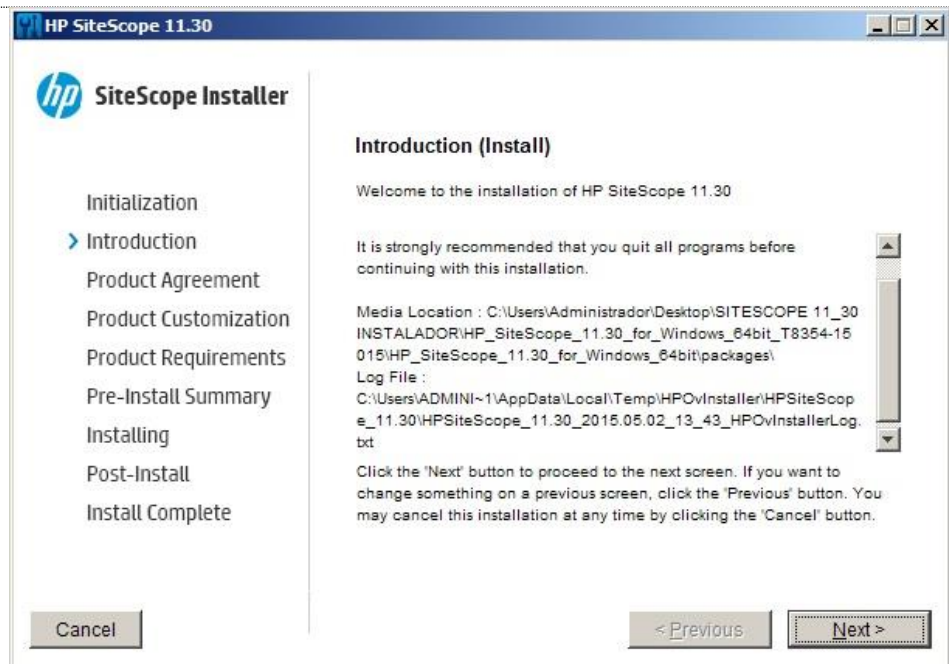 HP SiteScope 11.30
hp SiteScope Installer
Initialization
Introduction
Product Agreement
Product Customization
Product Requirements
Pre-Install Summary
Installing
Post-Install
Install Complete
Introduction (Install)
Welcome to the installation of HP SiteScope 11.30
It is strongly recommended that you quit all programs before
continuing with this installation.
Media Location : C:\Users\Administrador\Desktop\SITESCOPE 11_30
INSTALADOR\HP_SiteScope_11.30_for_Windows_64bit_T8354-15
015\HP_SiteScope_11.30_for_Windows_64bit\packages\
Log File :
C:\Users\ADMINI~1\AppData\Local\Temp\HPOvInstaller\HPSiteScop
e_11.30\HPSiteScope_11.30_2015.05.02_13_43_HPOvInstallerLog.
txt
Click the 'Next' button to proceed to the next screen. If you want to
change something on a previous screen, click the 'Previous' button. You
may cancel this installation at any time by clicking the 'Cancel' button.
Cancel
< Previous
Next >